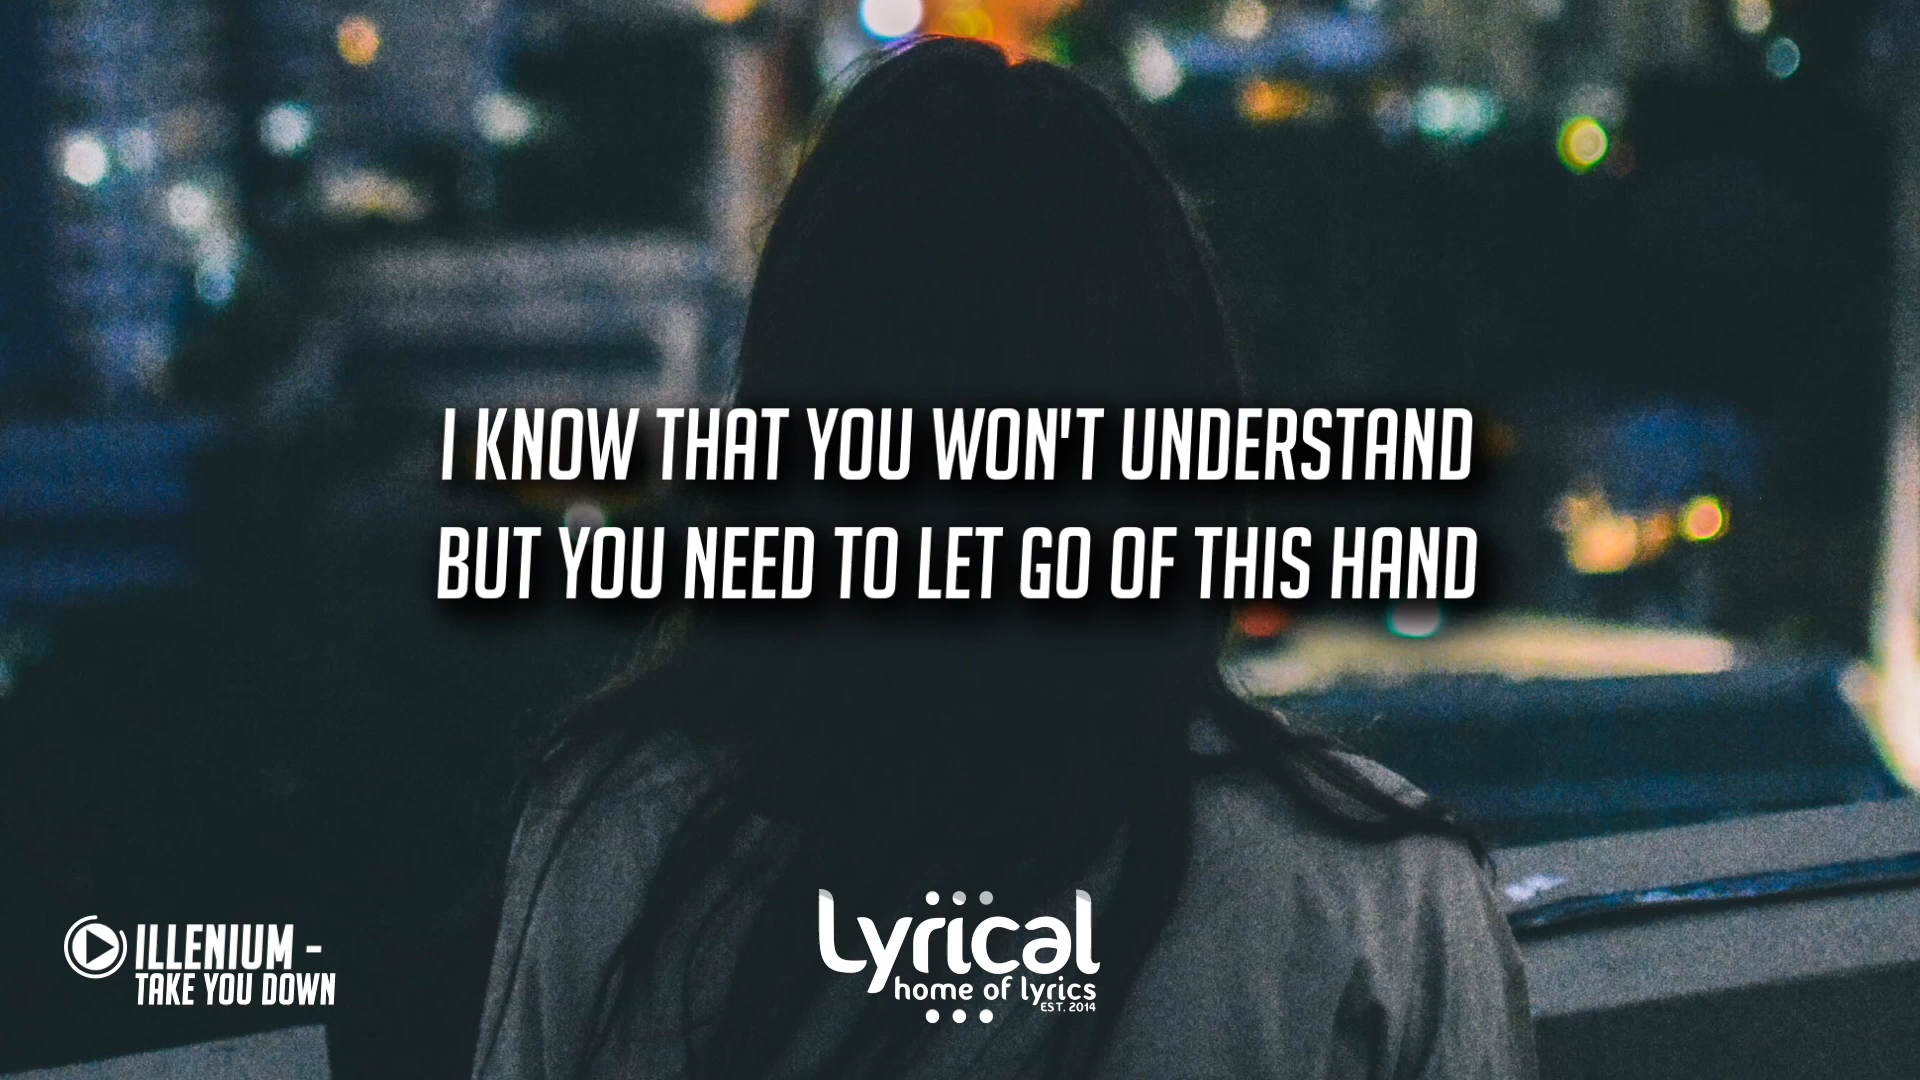 I KNOW THAT YOU WON'T UNDERSTAND
BUT YOU NEED TO LET GO OF THIS HAND
ILLENIUM -
TAKE YOU DOWN
Lyrical
home of lyrics
EST. 2014